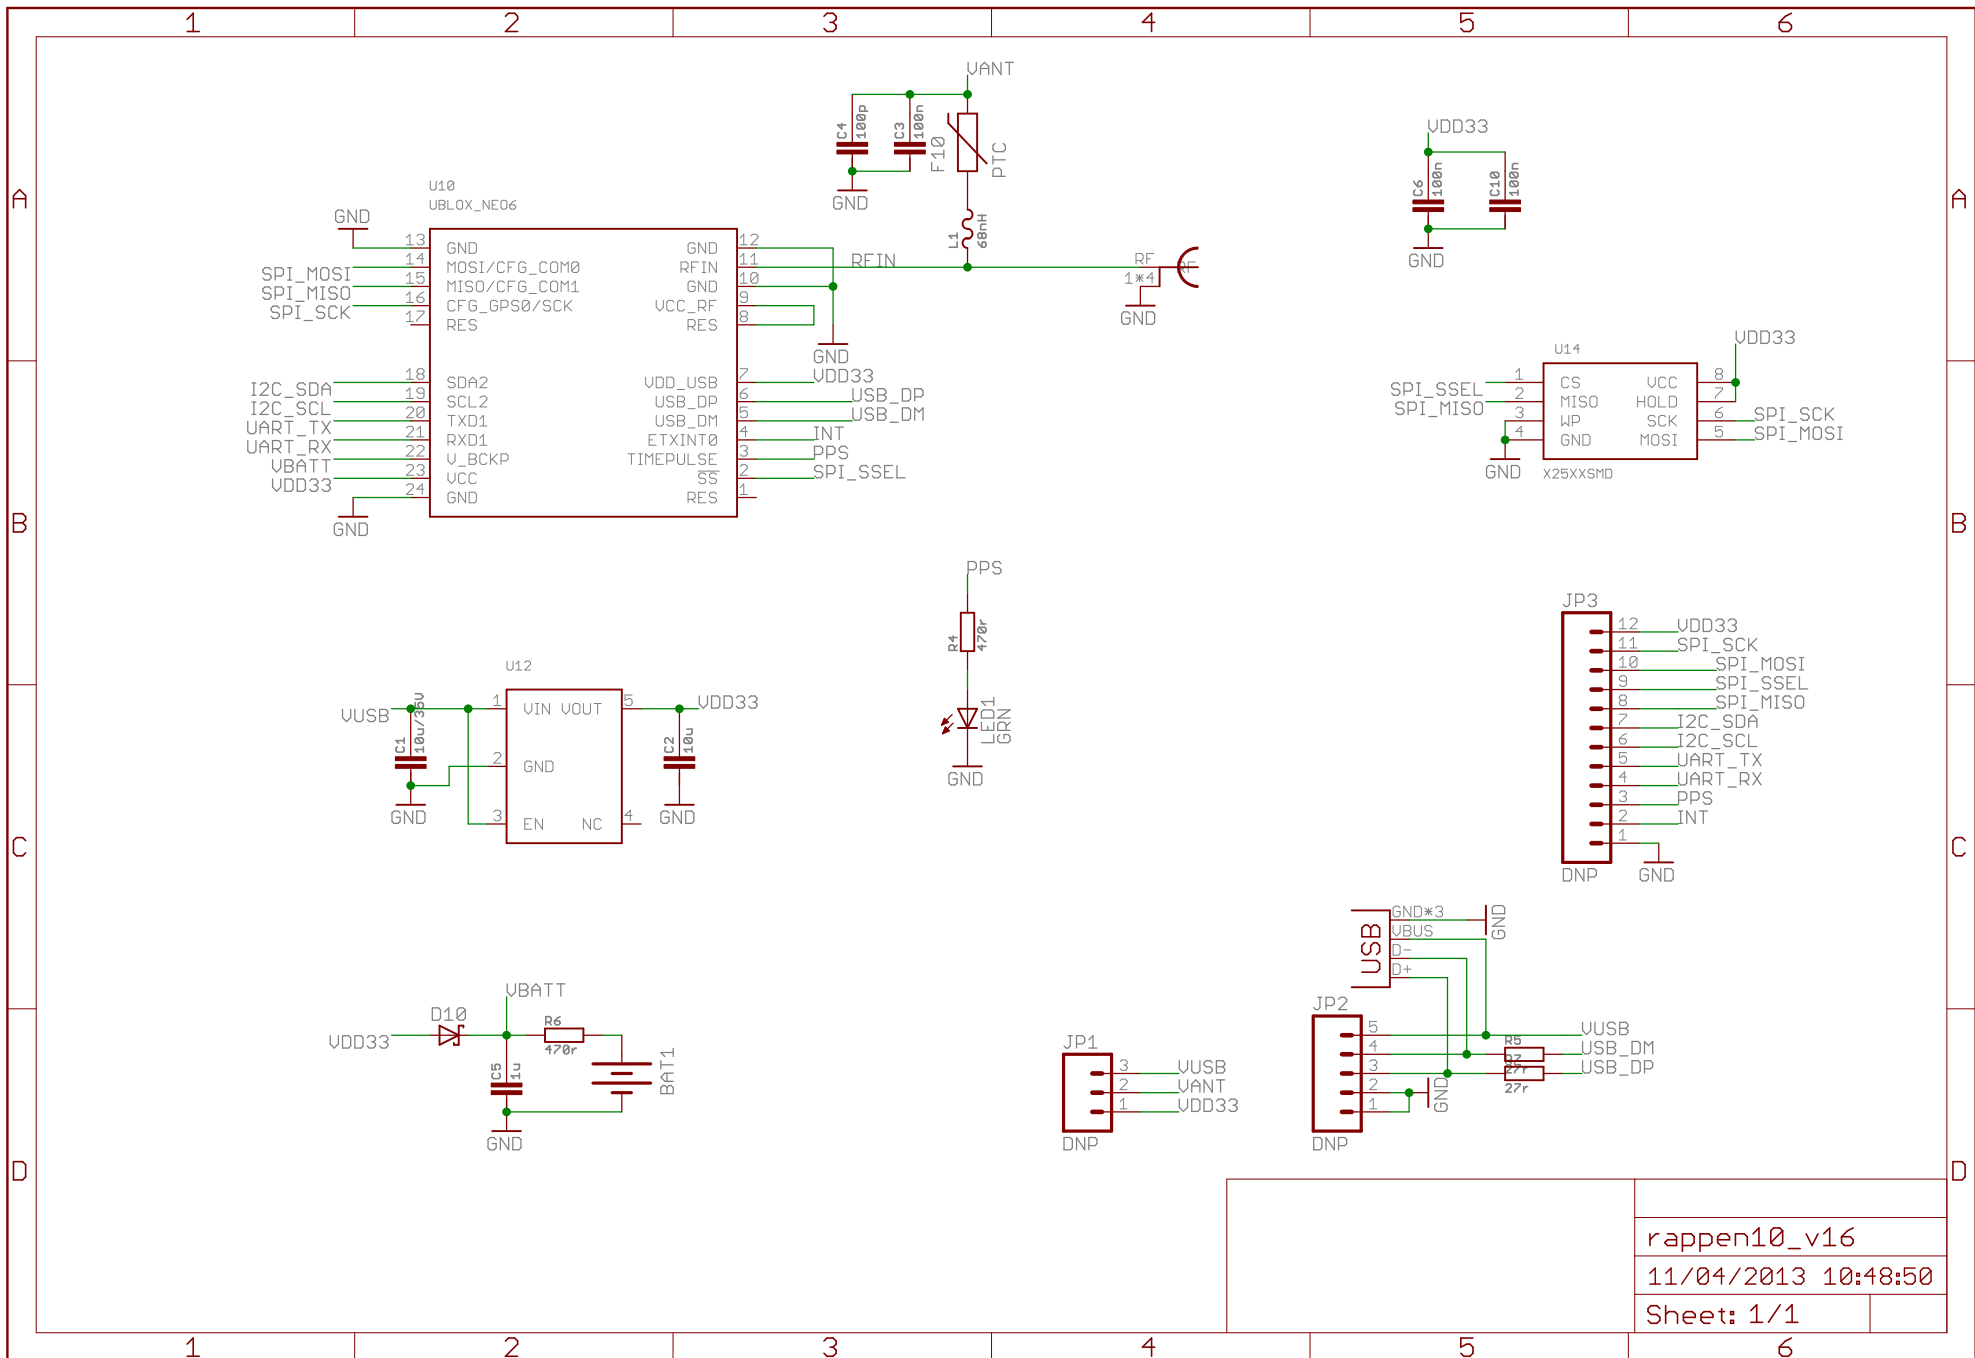 1 2 3 4 5 6
A
A
B
B
C
C
D
D
VANT
C4
100p
C3
100n
F10
PTC
GND
L1
68nH
RFIN
RF
1*4
RF
GND
VDD33
C6
100n
C10
100n
GND
U10
UBLOX_NEO6
GND
13 GND GND 12
SPI_MOSI 14 MOSI/CFG_COM0 RFIN 11
SPI_MISO 15 MISO/CFG_COM1 GND 10
SPI_SCK 16 CFG_GPS0/SCK VCC_RF 9
17 RES RES 8
GND
I2C_SDA 18 SDA2 VDD_USB 7 VDD33
I2C_SCL 19 SCL2 USB_DP 6 USB_DP
UART_TX 20 TXD1 USB_DM 5 USB_DM
UART_RX 21 RXD1 ETXINT0 4 INT
VBATT 22 V_BCKP TIMEPULSE 3 PPS
VDD33 23 VCC SS 2 SPI_SSEL
24 GND RES 1
GND
U14
VDD33
SPI_SSEL 1 CS VCC 8
SPI_MISO 2 MISO HOLD 7
3 WP SCK 6 SPI_SCK
4 GND MOSI 5 SPI_MOSI
GND
X25XXSMD
PPS
R4
470r
LED1
GRN
GND
U12
VUSB 1 VIN VOUT 5 VDD33
C1
10u/35V
2 GND
C2
10u
3 EN NC 4
GND
GND
JP3
12 VDD33
11 SPI_SCK
10 SPI_MOSI
9 SPI_SSEL
8 SPI_MISO
7 I2C_SDA
6 I2C_SCL
5 UART_TX
4 UART_RX
3 PPS
2 INT
1
DNP
GND
VBATT
D10
VDD33
R6
470r
C5
1u
BAT1
GND
JP1
3 VUSB
2 VANT
1 VDD33
DNP
USB
GND*3
VBUS
D-
D+
GND
JP2
5 VUSB
4 USB_DM
3 USB_DP
2
1
R5
27r
27r
GND
DNP
rappen10_v16
11/04/2013 10:48:50
Sheet: 1/1
1 2 3 4 5 6